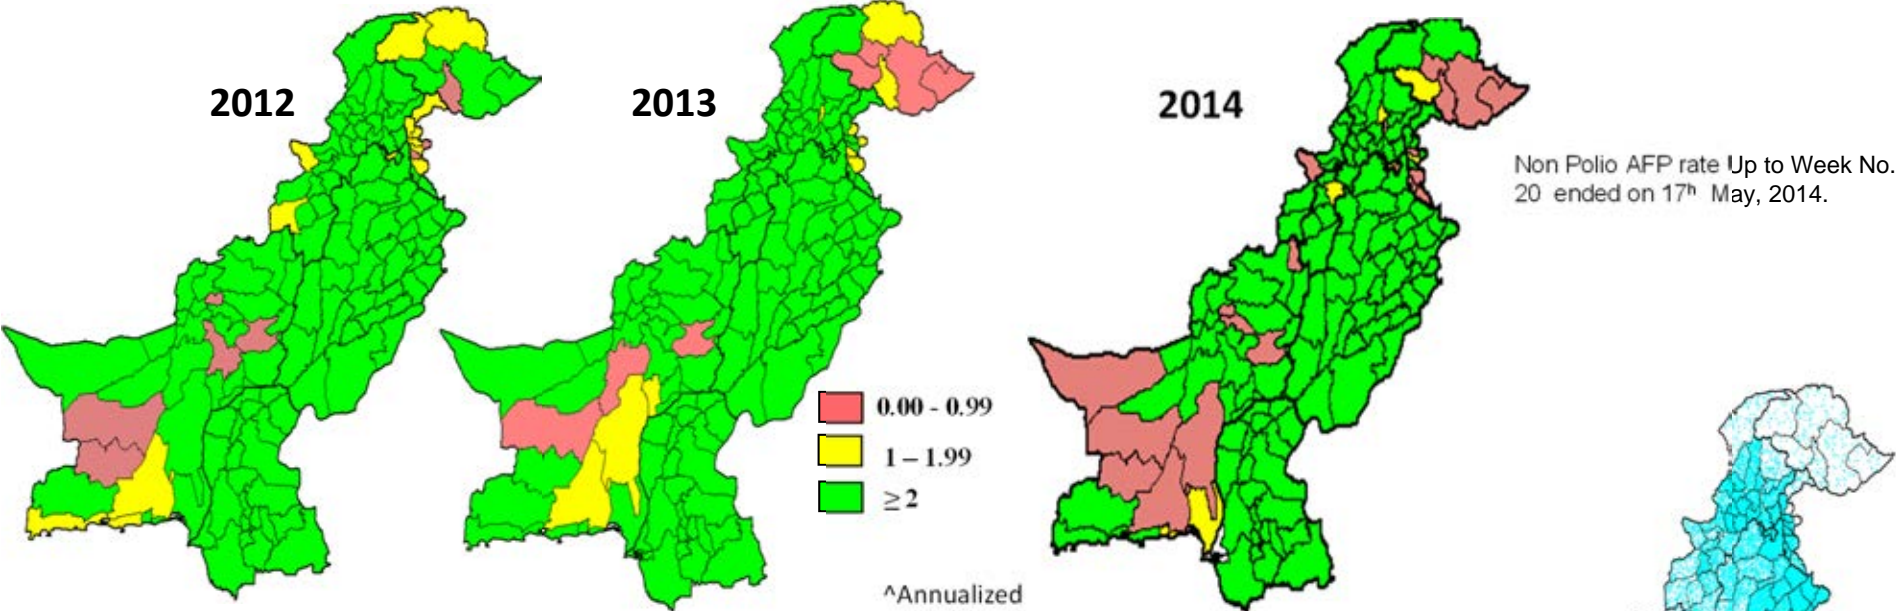 2012
2013
2014
Non Polio AFP rate Up to Week No.
20 ended on 17h May, 2014.
0.00 - 0.99
1 – 1.99
≥ 2
^Annualized